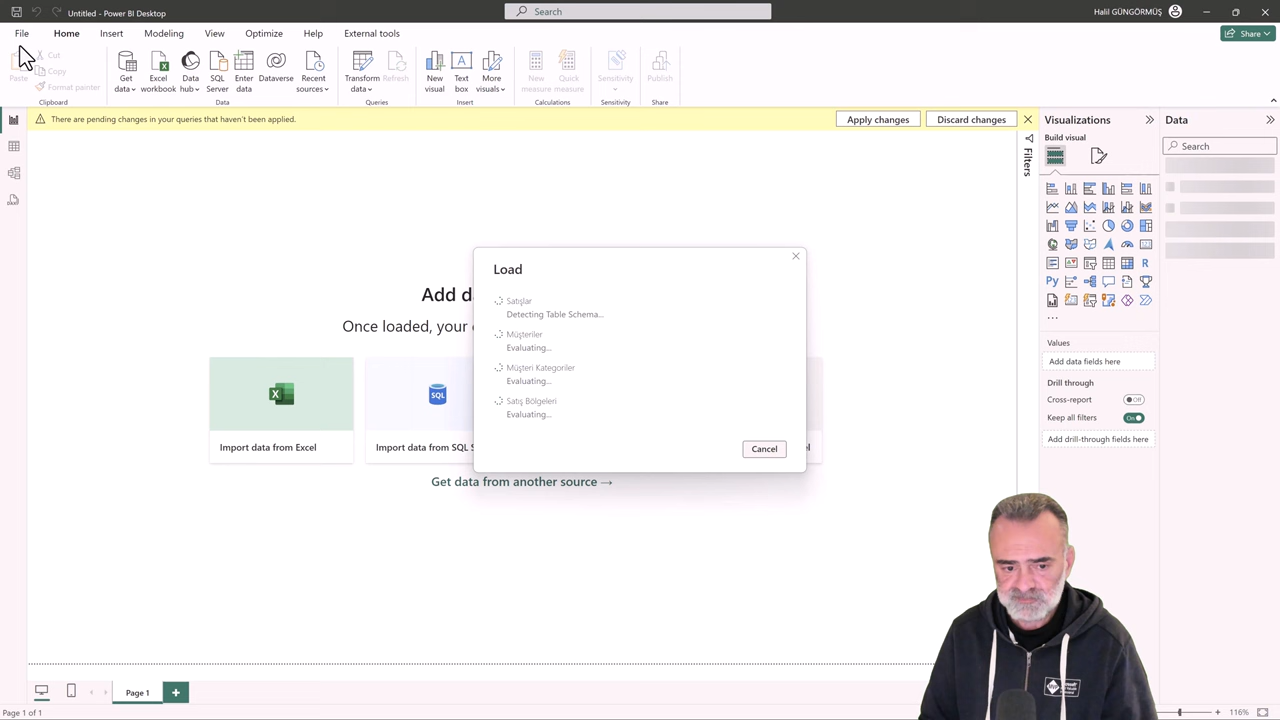 Untitled - Power BI Desktop
Search
Halil GÜNGÖRMÜŞ
File
Home
Insert
Modeling
View
Optimize
Help
External tools
Share
Paste
Cut
Copy
Format painter
Clipboard
Get data
Excel workbook
Data hub
SQL Server
Enter data
Dataverse
Recent sources
Data
Transform data
Refresh
Queries
New visual
Text box
More visuals
Insert
New measure
Quick measure
Calculations
Sensitivity
Sensitivity
Publish
Share
There are pending changes in your queries that haven't been applied.
Apply changes
Discard changes
Filters
Visualizations
Build visual
Values
Add data fields here
Drill through
Cross-report
Off
Keep all filters
On
Add drill-through fields here
Data
Search
Add d
Once loaded, your
Import data from Excel
SQL
Import data from SQL S
Get data from another source →
Load
Satışlar
Detecting Table Schema...
Müşteriler
Evaluating...
Müşteri Kategoriler
Evaluating...
Satış Bölgeleri
Evaluating...
Cancel
Page 1
Page 1 of 1
116%